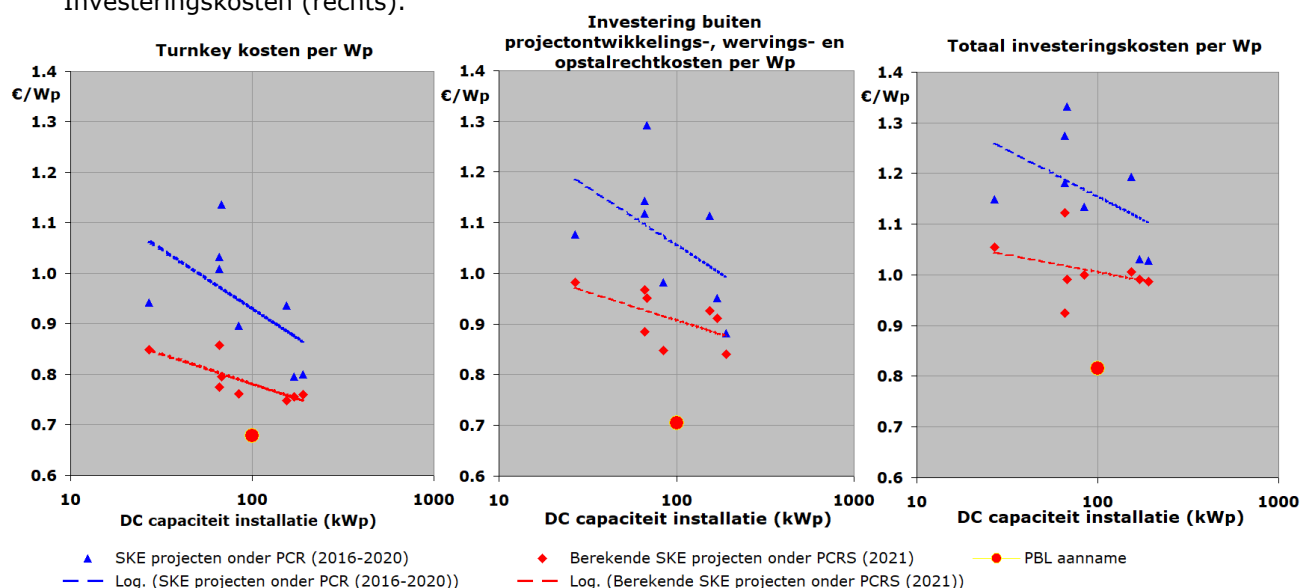 Investeringskosten (rechts).
Turnkey kosten per Wp
1.4
€/Wp
1.3
1.2
1.1
1.0
0.9
0.8
0.7
0.6
10
100
1000
DC capaciteit installatie (kWp)
Investering buiten
projectontwikkelings-, wervings- en
opstalrechtkosten per Wp
1.4
€/Wp
1.3
1.2
1.1
1.0
0.9
0.8
0.7
0.6
10
100
1000
DC capaciteit installatie (kWp)
Totaal investeringskosten per Wp
1.4
€/Wp
1.3
1.2
1.1
1.0
0.9
0.8
0.7
0.6
10
100
1000
DC capaciteit installatie (kWp)
SKE projecten onder PCR (2016-2020)
Berekende SKE projecten onder PCRS (2021)
PBL aanname
Log. (SKE projecten onder PCR (2016-2020))
Log. (Berekende SKE projecten onder PCRS (2021))